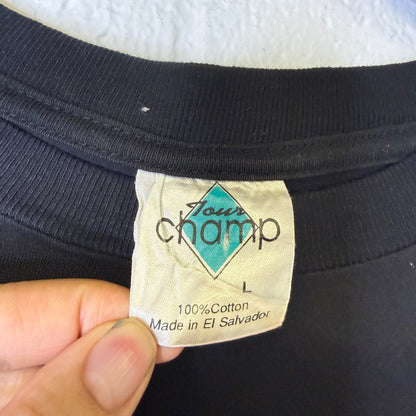 Tour
champ
L
100%Cotton
Made in El Salvador